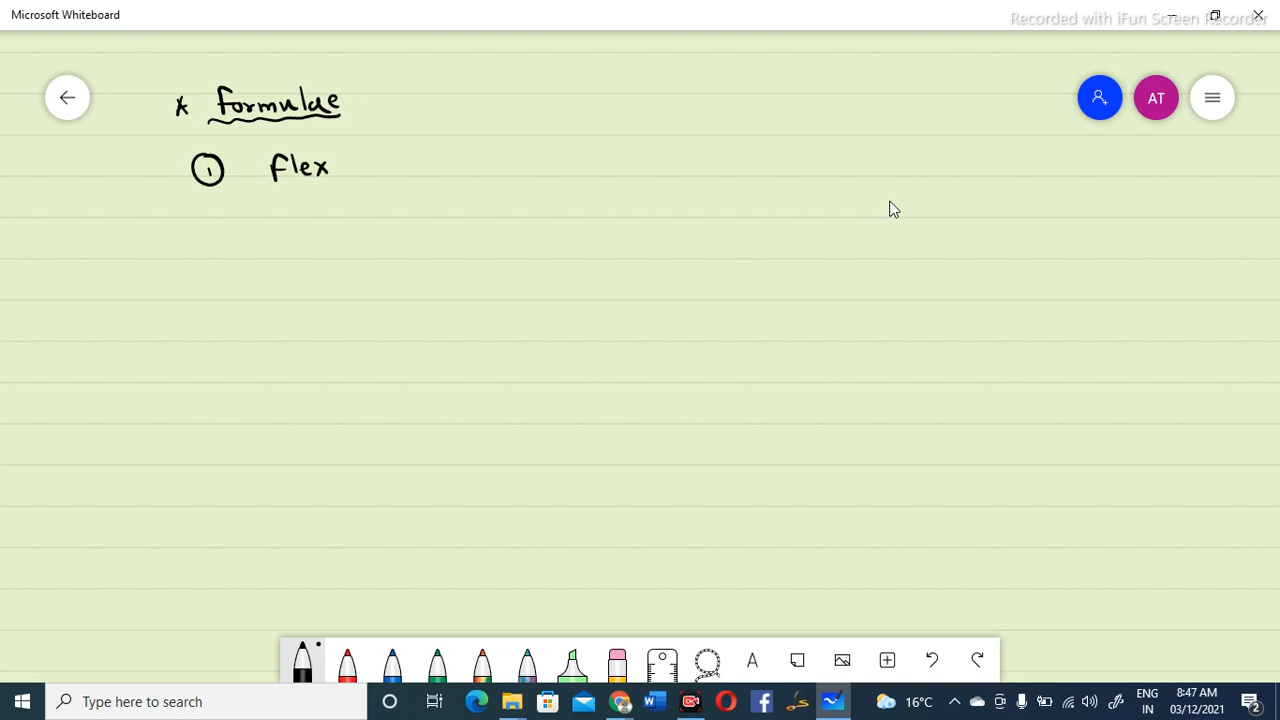 Microsoft Whiteboard
Recorded with iFun Screen Recorder
* Formulae
AT
① Flex
A
Type here to search
16°C
ENG
IN
8:47 AM
03/12/2021
2